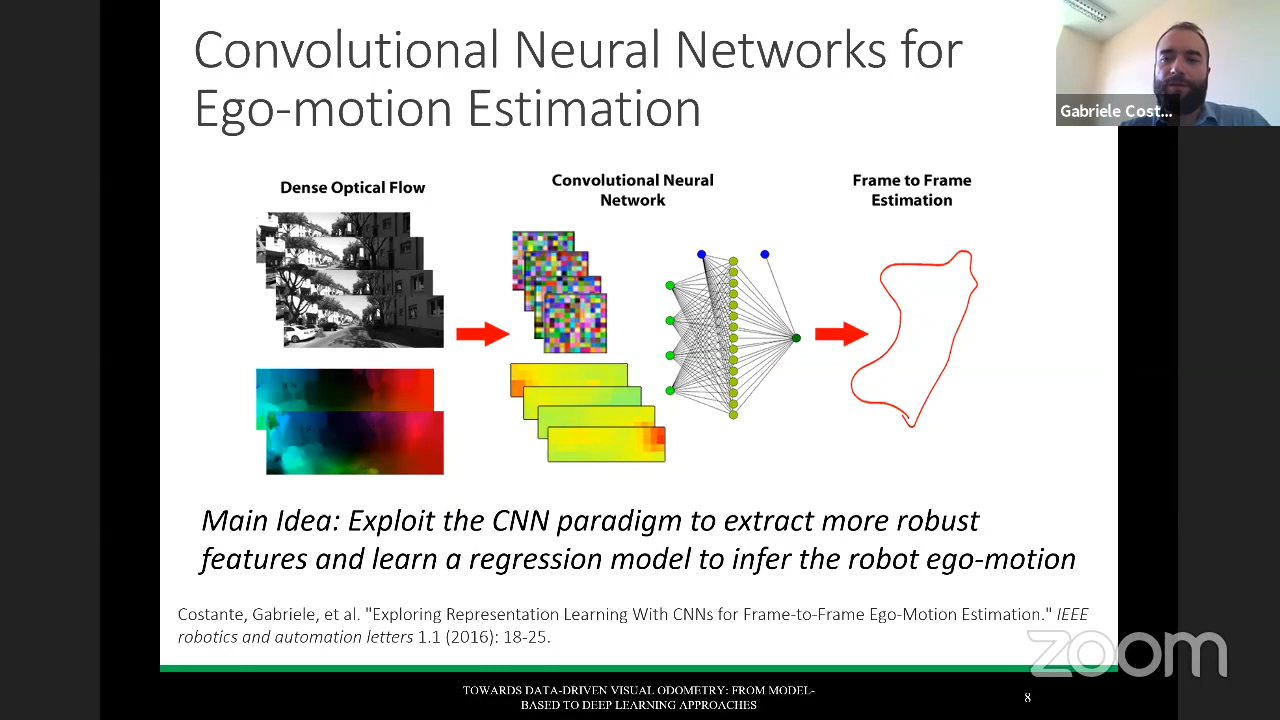 Convolutional Neural Networks for
Ego-motion Estimation
Gabriele Cost...
Dense Optical Flow
Convolutional Neural
Network
Frame to Frame
Estimation
Main Idea: Exploit the CNN paradigm to extract more robust
features and learn a regression model to infer the robot ego-motion
Costante, Gabriele, et al. "Exploring Representation Learning With CNNs for Frame-to-Frame Ego-Motion Estimation." IEEE
robotics and automation letters 1.1 (2016): 18-25.
zoom
TOWARDS DATA-DRIVEN VISUAL ODOMETRY: FROM MODEL-
BASED TO DEEP LEARNING APPROACHES
8